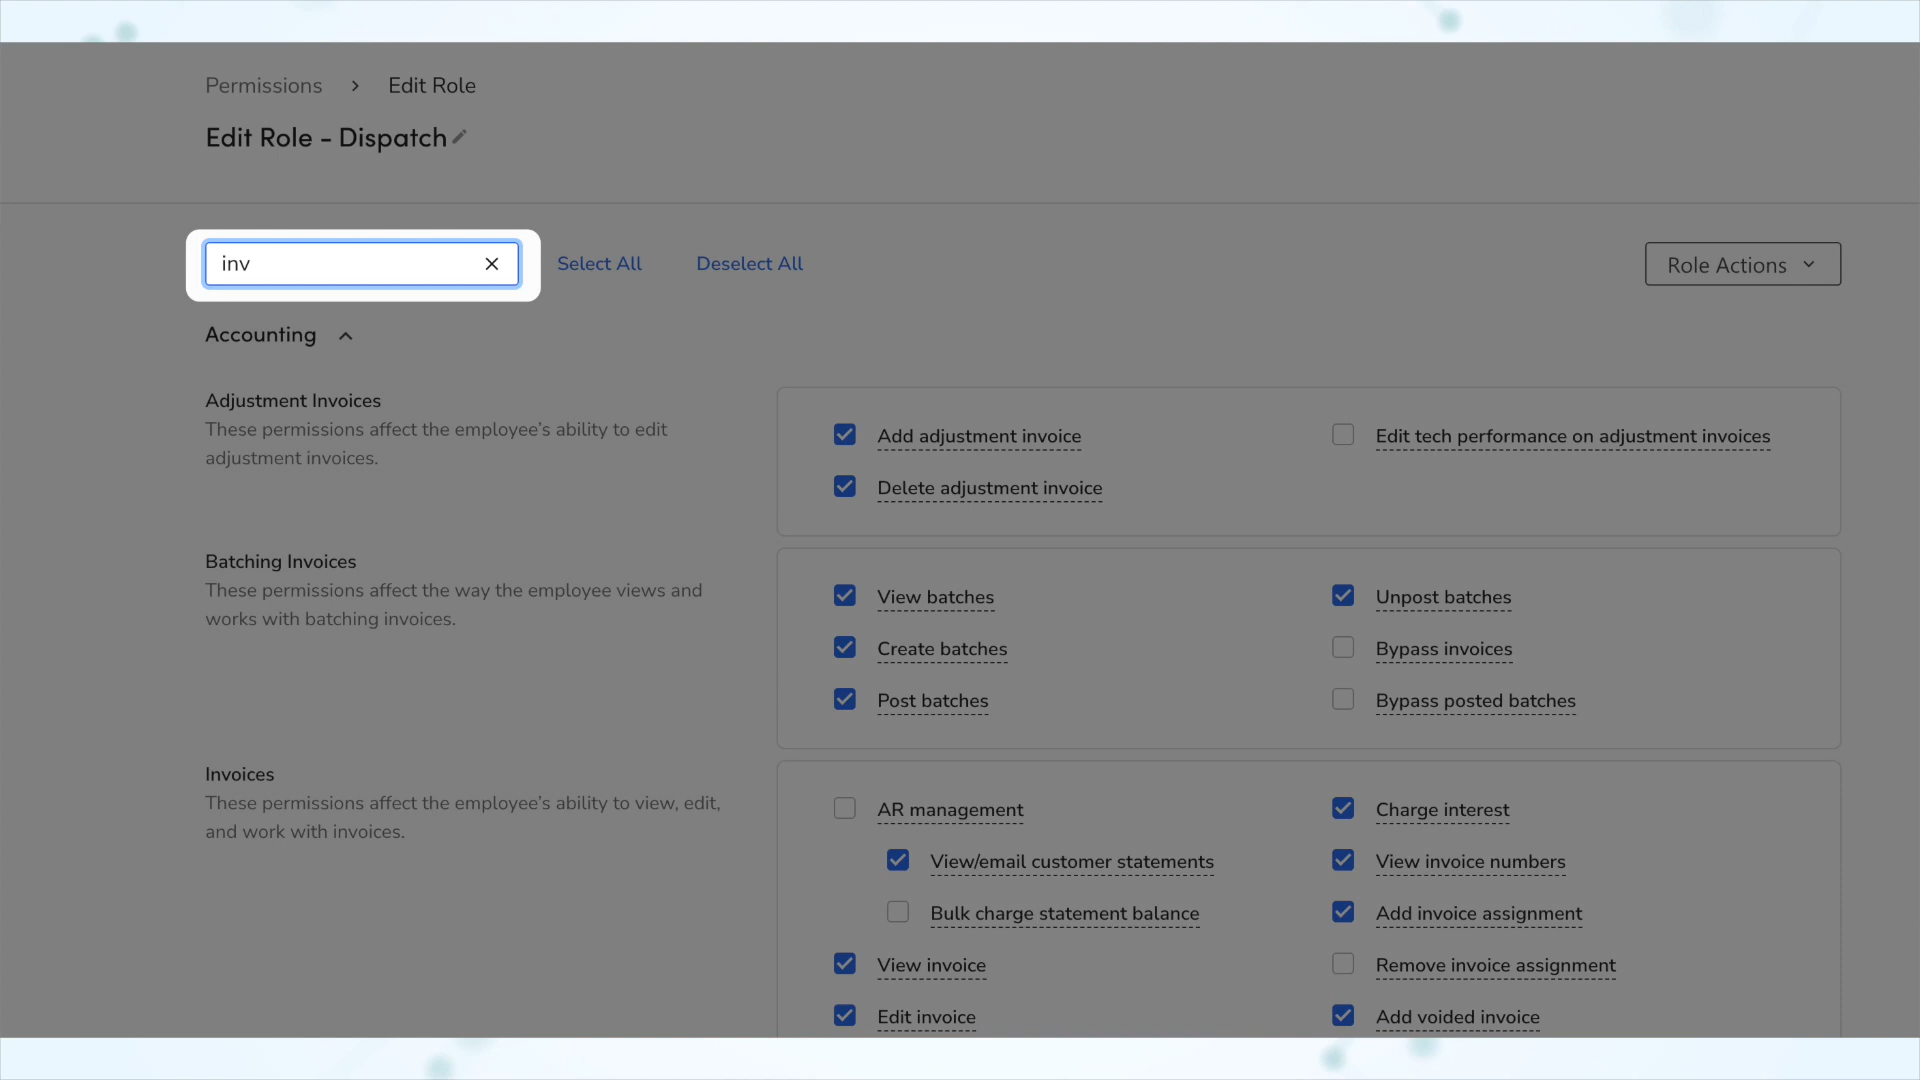 Permissions > Edit Role
Edit Role - Dispatch
inv
Select All
Deselect All
Role Actions
Accounting
Adjustment Invoices
These permissions affect the employee's ability to edit
adjustment invoices.
Add adjustment invoice
Edit tech performance on adjustment invoices
Delete adjustment invoice
Batching Invoices
These permissions affect the way the employee views and
works with batching invoices.
View batches
Unpost batches
Create batches
Bypass invoices
Post batches
Bypass posted batches
Invoices
These permissions affect the employee's ability to view, edit,
and work with invoices.
AR management
Charge interest
View/email customer statements
View invoice numbers
Bulk charge statement balance
Add invoice assignment
View invoice
Remove invoice assignment
Edit invoice
Add voided invoice